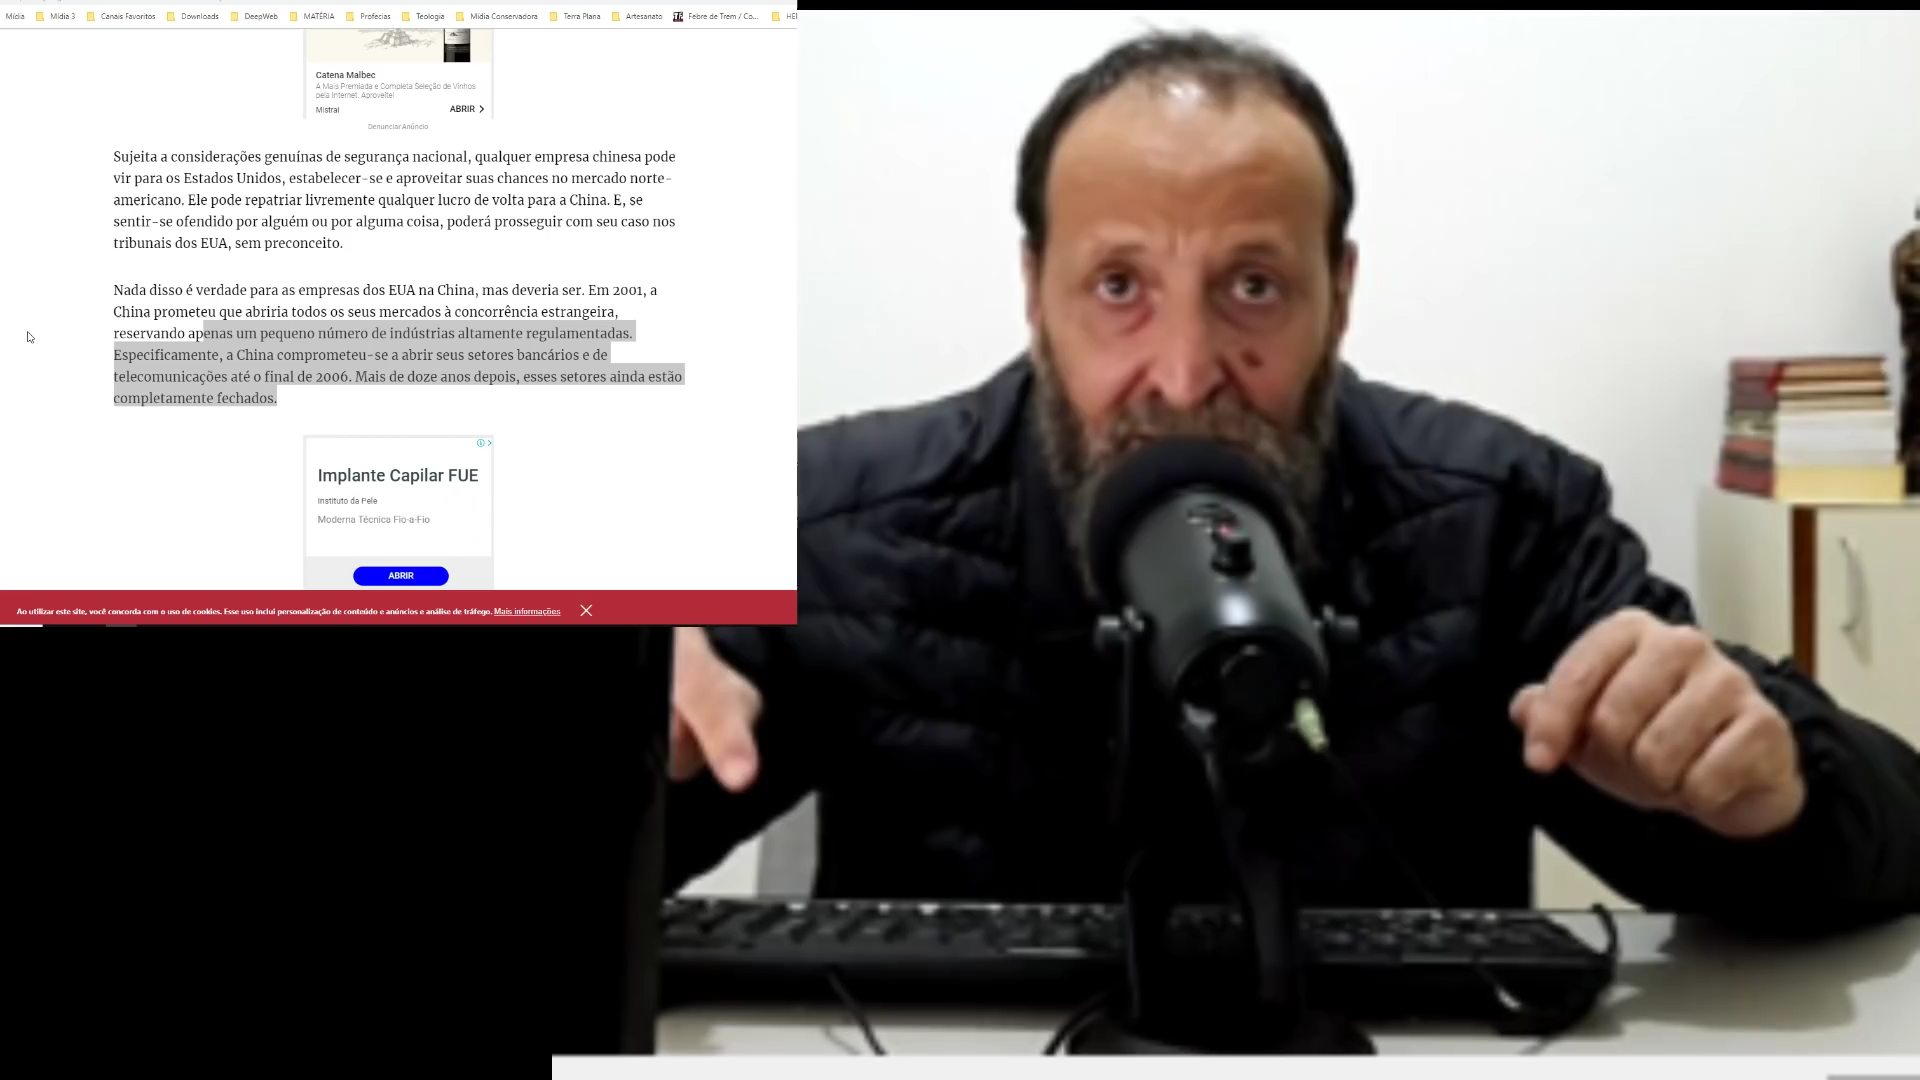 Mídia Mídia 3 Canais Favoritos Downloads DeepWeb MATÉRIA Profecias Teologia Mídia Conservadora Terra Plana Artesanato Febre de Trem / Co...
Catena Malbec
A Mais Premiada e Completa Seleção de Vinhos
pela Internet. Aproveite!
Mistral
ABRIR
Denunciar Anúncio
Sujeita a considerações genuínas de segurança nacional, qualquer empresa chinesa pode
vir para os Estados Unidos, estabelecer-se e aproveitar suas chances no mercado norte-
americano. Ele pode repatriar livremente qualquer lucro de volta para a China. E, se
sentir-se ofendido por alguém ou por alguma coisa, poderá prosseguir com seu caso nos
tribunais dos EUA, sem preconceito.
Nada disso é verdade para as empresas dos EUA na China, mas deveria ser. Em 2001, a
China prometeu que abriria todos os seus mercados à concorrência estrangeira,
reservando apenas um pequeno número de indústrias altamente regulamentadas.
Especificamente, a China comprometeu-se a abrir seus setores bancários e de
telecomunicações até o final de 2006. Mais de doze anos depois, esses setores ainda estão
completamente fechados.
Implante Capilar FUE
Instituto da Pele
Moderna Técnica Fio-a-Fio
ABRIR
Ao utilizar este site, você concorda com o uso de cookies. Esse uso inclui personalização de conteúdo e anúncios e análise de tráfego. Mais informações